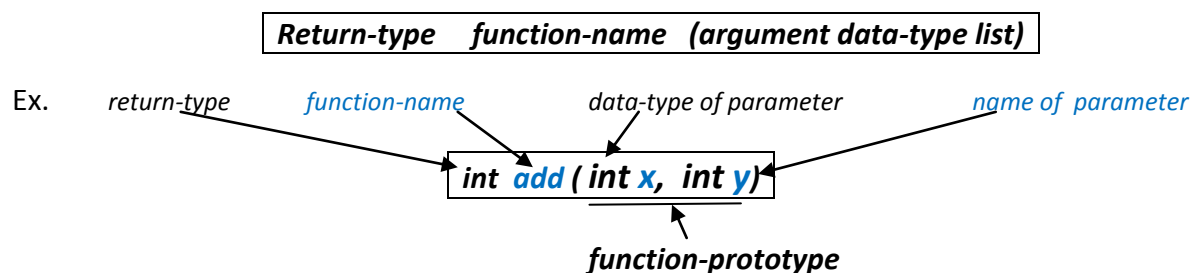 Return-type function-name (argument data-type list)
Ex. return-type function-name data-type of parameter name of parameter
int add ( int x, int y)
function-prototype